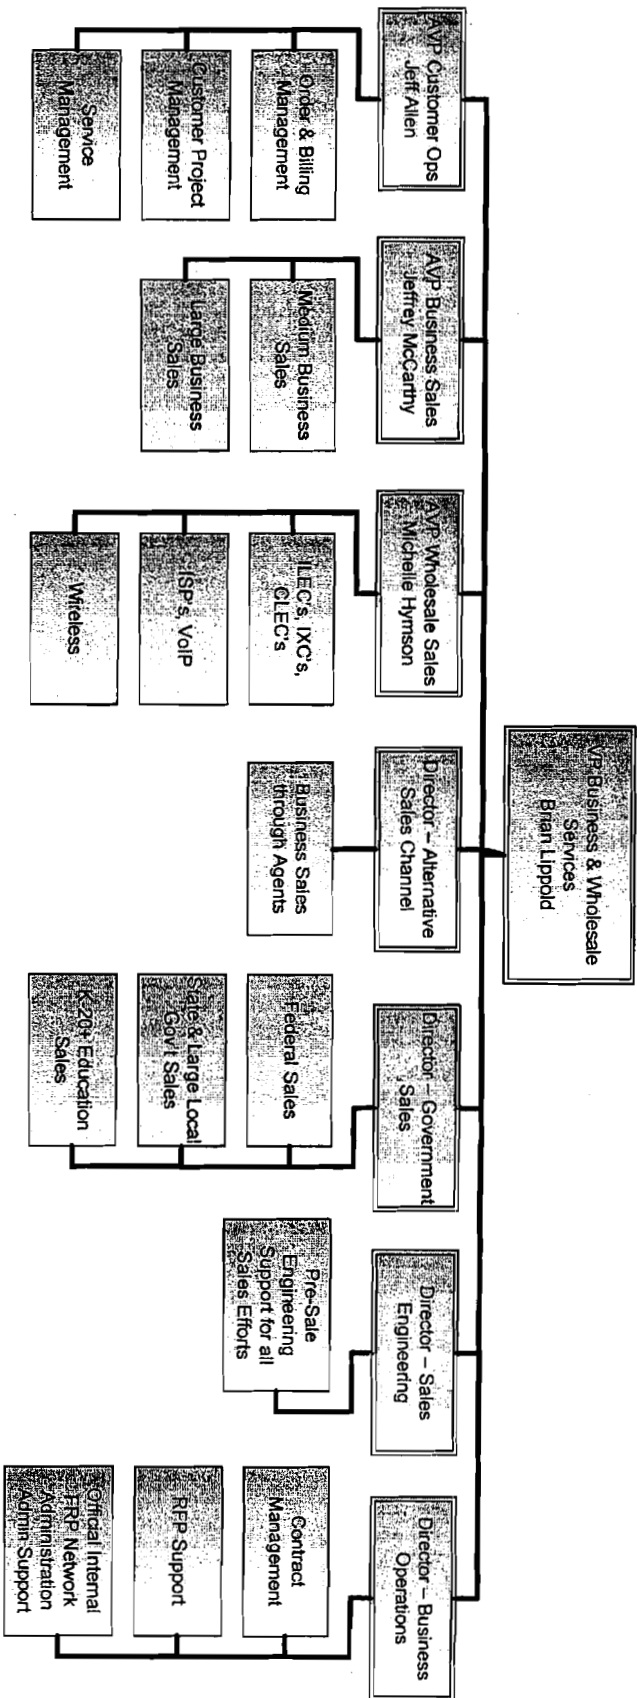 VP Business & Wholesale
Services
Brian Lippold
AVP Customer Ops
Jeff Allen
Order & Billing
Management
Customer Project
Management
Service
Management
AVP Business Sales
Jeffrey McCarthy
Medium Business
Sales
Large Business
Sales
AVP Wholesale Sales
Michelle Hymson
ILEC's, IXC's,
CLEC's
ISP's, VoIP
Wireless
Director – Alternative
Sales Channel
Business Sales
through Agents
Director – Government
Sales
Federal Sales
State & Large Local
Gov't Sales
K-20+ Education
Sales
Director – Sales
Engineering
Pre-Sale
Engineering
Support for all
Sales Efforts
Director – Business
Operations
Contract
Management
RFP Support
Official Internal
FRP Network
Administration
Admin Support